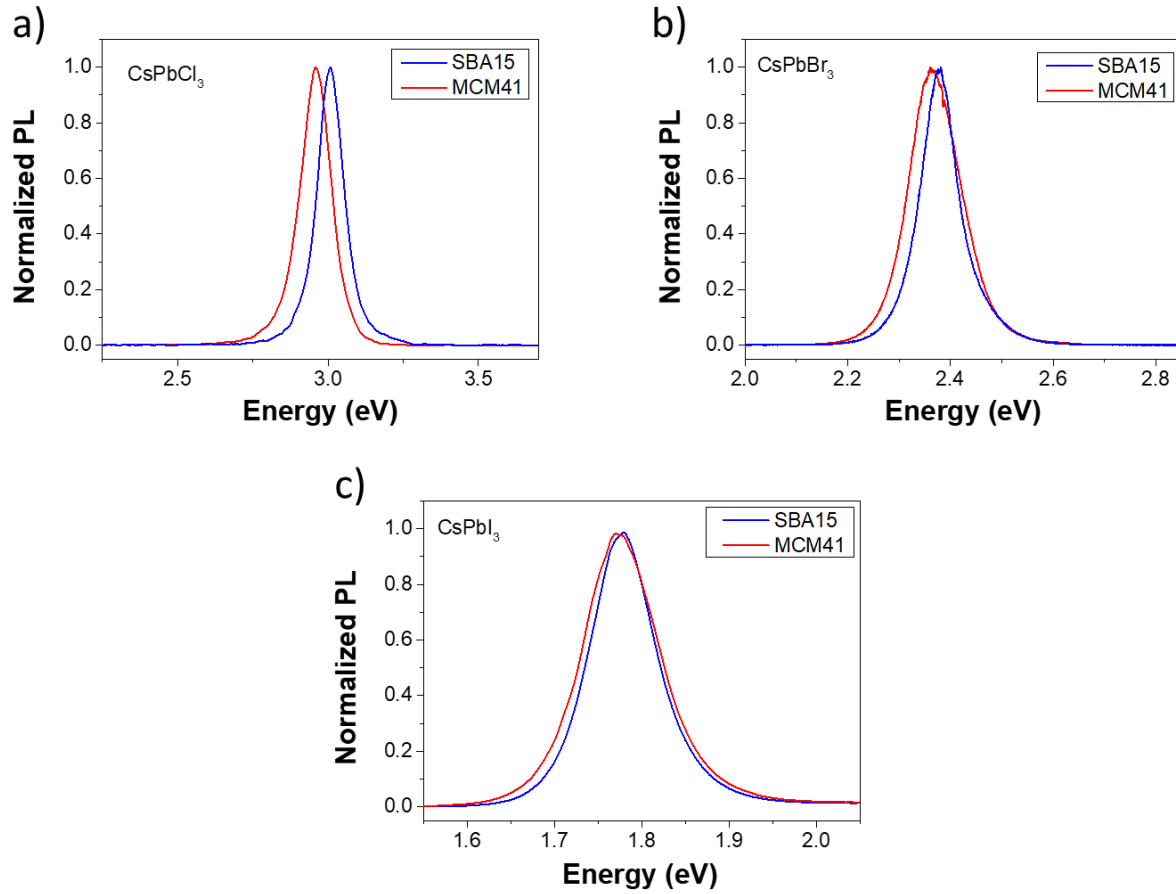 a)
CsPbCl₃
SBA15
MCM41
1.0
0.8
0.6
0.4
0.2
0.0
Normalized PL
2.5 3.0 3.5
Energy (eV)
b)
CsPbBr₃
SBA15
MCM41
1.0
0.8
0.6
0.4
0.2
0.0
Normalized PL
2.0 2.2 2.4 2.6 2.8
Energy (eV)
c)
CsPbI₃
SBA15
MCM41
1.0
0.8
0.6
0.4
0.2
0.0
Normalized PL
1.6 1.7 1.8 1.9 2.0
Energy (eV)